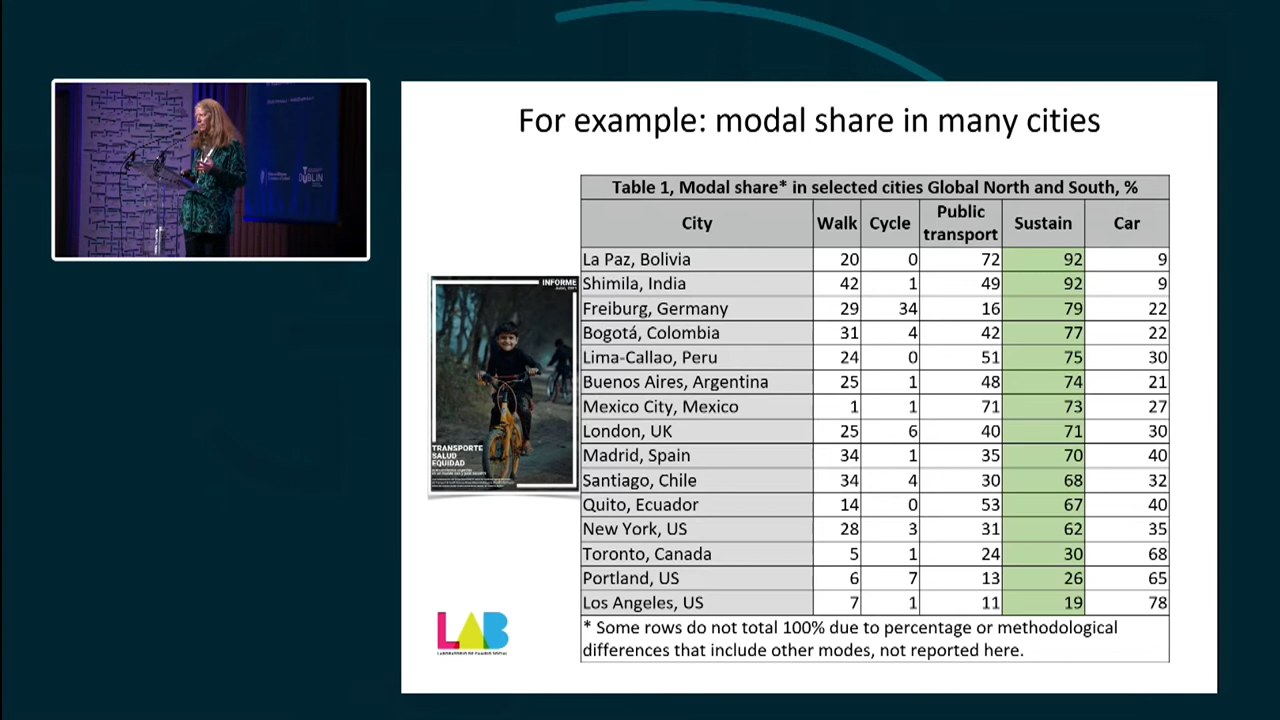 For example: modal share in many cities
Table 1, Modal share* in selected cities Global North and South, %
City Walk Cycle Public transport Sustain Car
La Paz, Bolivia 20 0 72 92 9
Shimila, India 42 1 49 92 9
Freiburg, Germany 29 34 16 79 22
Bogotá, Colombia 31 4 42 77 22
Lima-Callao, Peru 24 0 51 75 30
Buenos Aires, Argentina 25 1 48 74 21
Mexico City, Mexico 1 1 71 73 27
London, UK 25 6 40 71 30
Madrid, Spain 34 1 35 70 40
Santiago, Chile 34 4 30 68 32
Quito, Ecuador 14 0 53 67 40
New York, US 28 3 31 62 35
Toronto, Canada 5 1 24 30 68
Portland, US 6 7 13 26 65
Los Angeles, US 7 1 11 19 78
* Some rows do not total 100% due to percentage or methodological
differences that include other modes, not reported here.
INFORME
TRANSPORTE
SALUD
EQUIDAD
LAB
LABORATORIO DE CAMBIO SOCIAL
DUBLIN